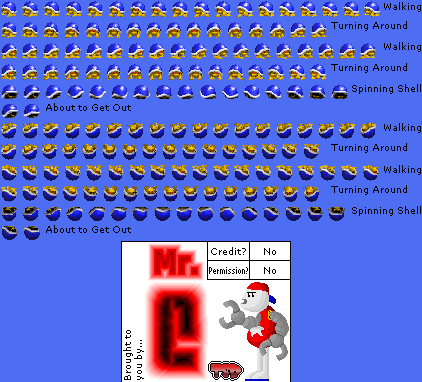 Walking
Turning Around
Walking
Turning Around
Spinning Shell
About to Get Out
Walking
Turning Around
Walking
Turning Around
Spinning Shell
About to Get Out
Mr.
Credit? No
Permission? No
Brought to
you by...